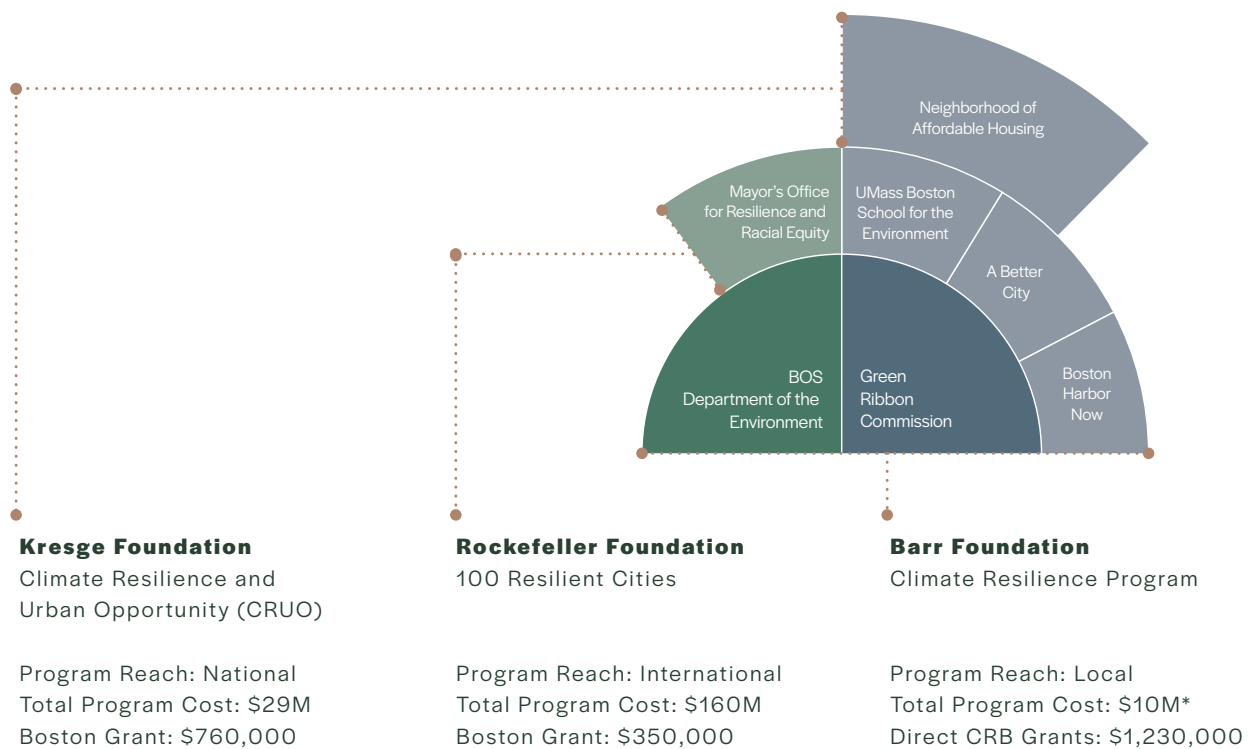 Neighborhood of
Affordable Housing
Mayor's Office
for Resilience and
Racial Equity
UMass Boston
School for the
Environment
A Better
City
Boston
Harbor
Now
BOS
Department of the
Environment
Green
Ribbon
Commission
Kresge Foundation
Climate Resilience and
Urban Opportunity (CRUO)
Program Reach: National
Total Program Cost: $29M
Boston Grant: $760,000
Rockefeller Foundation
100 Resilient Cities
Program Reach: International
Total Program Cost: $160M
Boston Grant: $350,000
Barr Foundation
Climate Resilience Program
Program Reach: Local
Total Program Cost: $10M*
Direct CRB Grants: $1,230,000